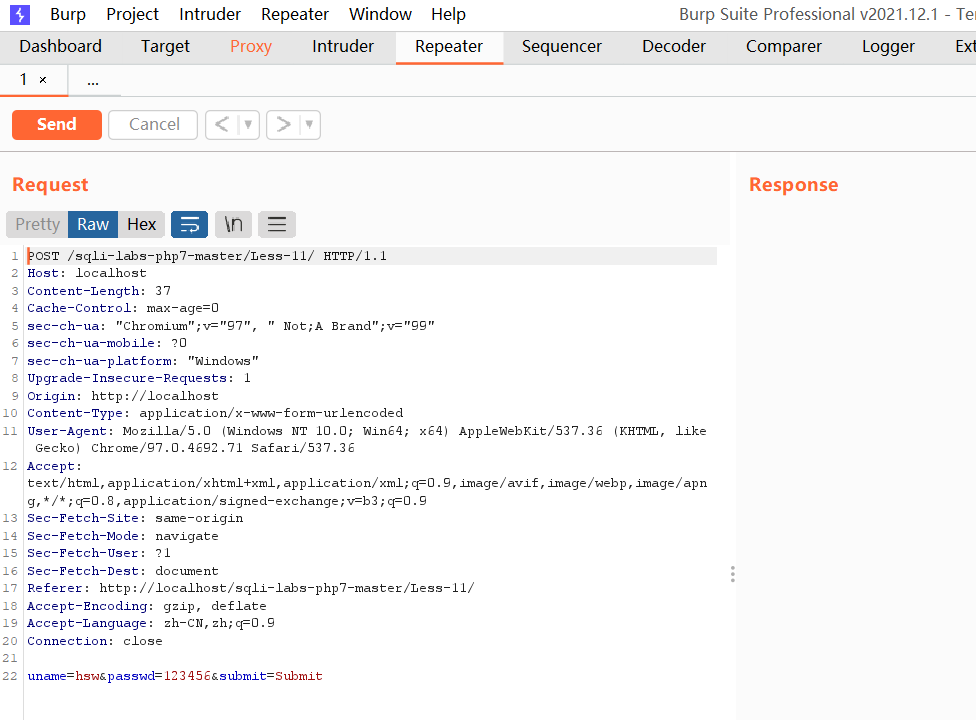 Burp Project Intruder Repeater Window Help Burp Suite Professional v2021.12.1 - Te
Dashboard Target Proxy Intruder Repeater Sequencer Decoder Comparer Logger Ext
1 × ...
Send Cancel < ▼ > ▼
Request Response
Pretty Raw Hex \n
1 POST /sqli-labs-php7-master/Less-11/ HTTP/1.1
2 Host: localhost
3 Content-Length: 37
4 Cache-Control: max-age=0
5 sec-ch-ua: "Chromium";v="97", " Not;A Brand";v="99"
6 sec-ch-ua-mobile: ?0
7 sec-ch-ua-platform: "Windows"
8 Upgrade-Insecure-Requests: 1
9 Origin: http://localhost
10 Content-Type: application/x-www-form-urlencoded
11 User-Agent: Mozilla/5.0 (Windows NT 10.0; Win64; x64) AppleWebKit/537.36 (KHTML, like
Gecko) Chrome/97.0.4692.71 Safari/537.36
12 Accept:
text/html,application/xhtml+xml,application/xml;q=0.9,image/avif,image/webp,image/apn
g,*/*;q=0.8,application/signed-exchange;v=b3;q=0.9
13 Sec-Fetch-Site: same-origin
14 Sec-Fetch-Mode: navigate
15 Sec-Fetch-User: ?1
16 Sec-Fetch-Dest: document
17 Referer: http://localhost/sqli-labs-php7-master/Less-11/
18 Accept-Encoding: gzip, deflate
19 Accept-Language: zh-CN,zh;q=0.9
20 Connection: close
21
22 uname=hsw&passwd=123456&submit=Submit